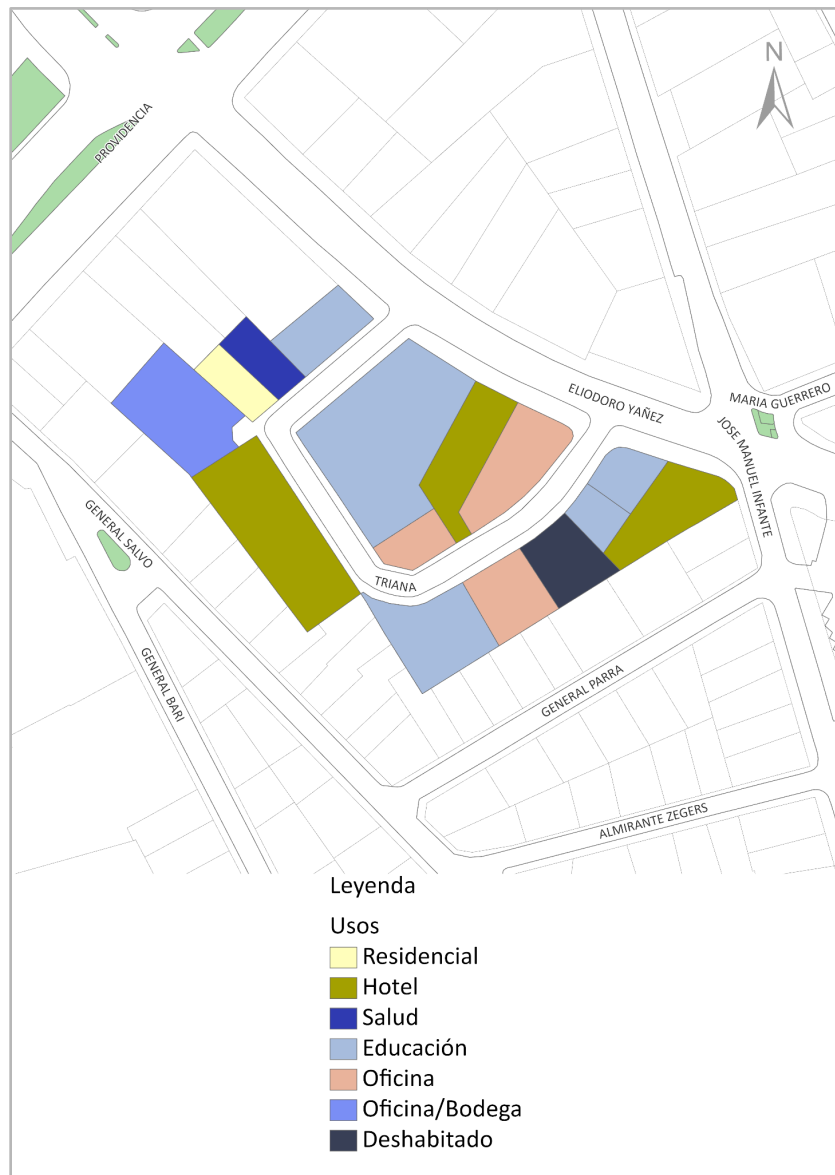 N
PROVIDENCIA
ELIODORO YAÑEZ
MARIA GUERRERO
JOSE MANUEL INFANTE
GENERAL SALVO
TRIANA
GENERAL BARI
GENERAL PARRA
ALMIRANTE ZEGERS
Leyenda
Usos
Residencial
Hotel
Salud
Educación
Oficina
Oficina/Bodega
Deshabitado